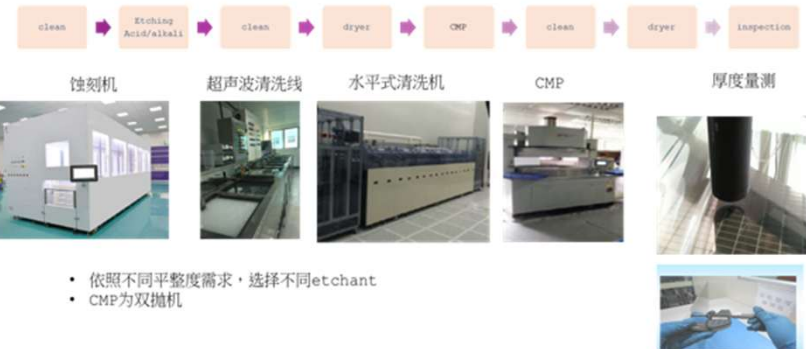 clean
Etching
Acid/alkali
clean
dryer
CMP
clean
dryer
inspection
蚀刻机
超声波清洗线
水平式清洗机
CMP
厚度量测
• 依照不同平整度需求，选择不同etchant
• CMP为双抛机